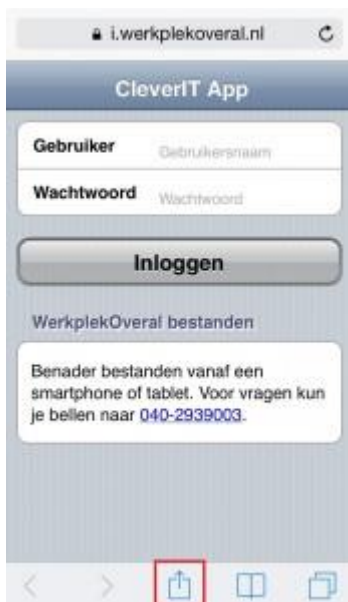 i.werkplekoveral.nl
CleverIT App
Gebruiker Gebruikersnaam
Wachtwoord Wachtwoord
Inloggen
WerkplekOveral bestanden
Benader bestanden vanaf een
smartphone of tablet. Voor vragen kun
je bellen naar 040-2939003.